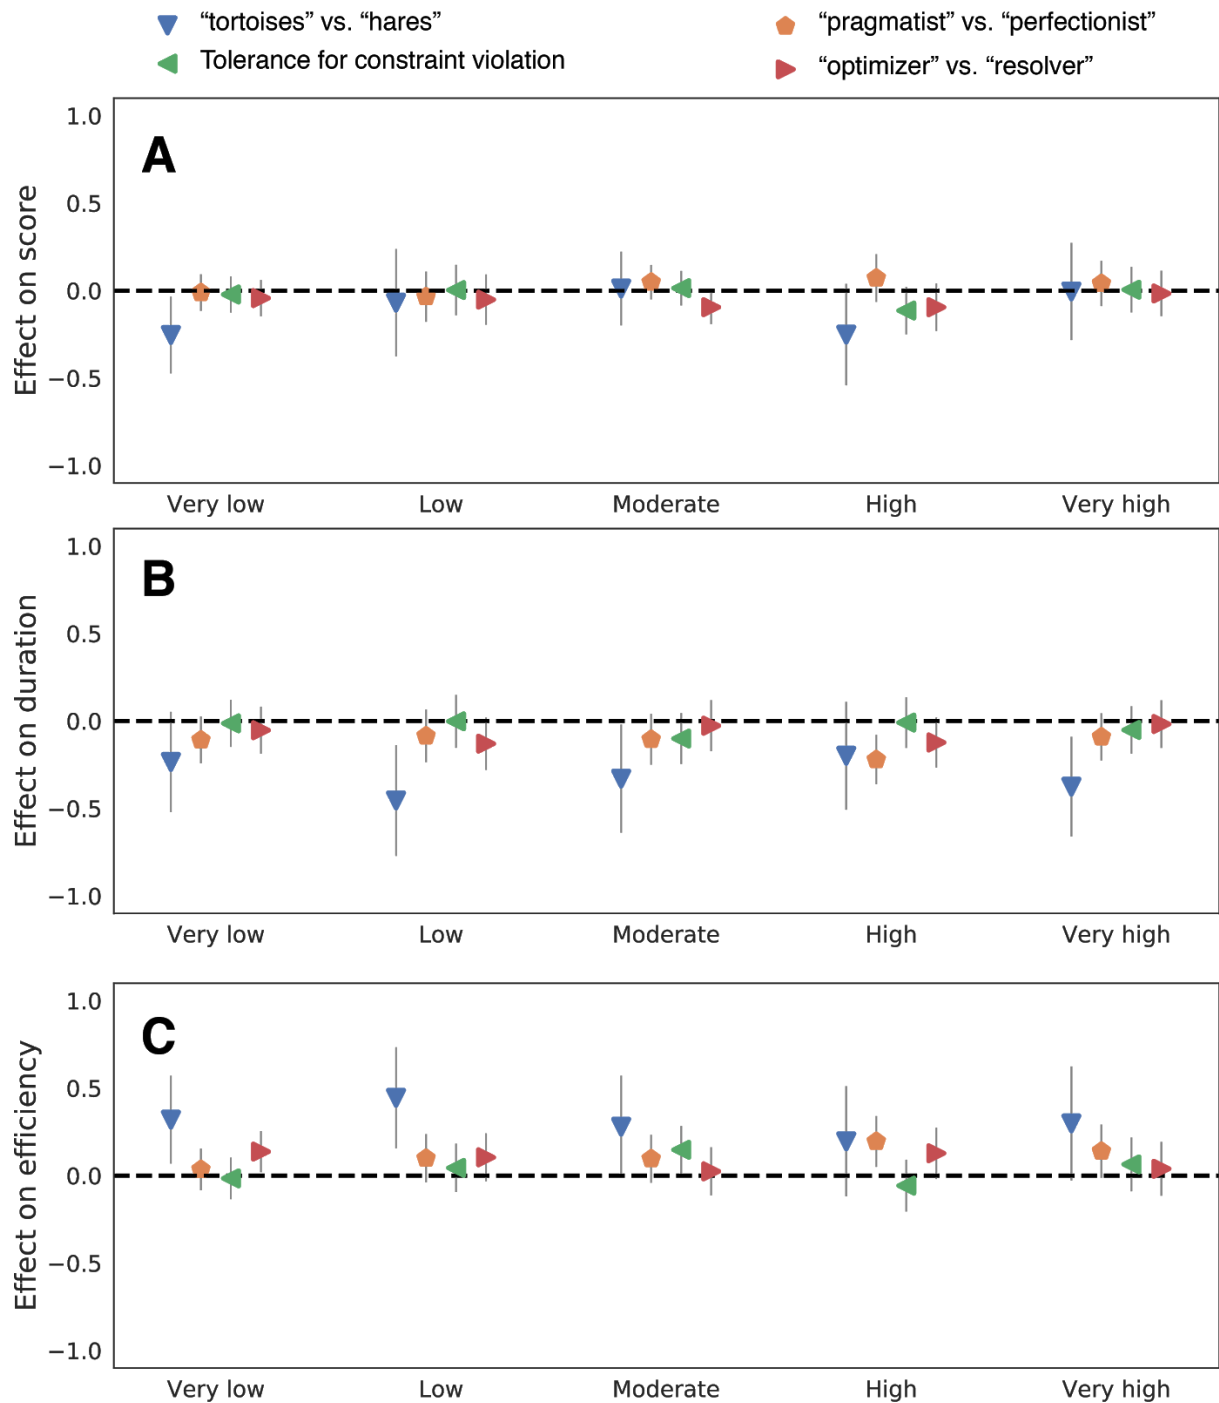 “tortoises” vs. “hares”
“pragmatist” vs. “perfectionist”
Tolerance for constraint violation
“optimizer” vs. “resolver”
A
Effect on score
1.0
0.5
0.0
−0.5
−1.0
Very low Low Moderate High Very high
B
Effect on duration
1.0
0.5
0.0
−0.5
−1.0
Very low Low Moderate High Very high
C
Effect on efficiency
1.0
0.5
0.0
−0.5
−1.0
Very low Low Moderate High Very high